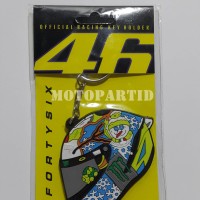 OFFICIAL RACING KEY HOLDER
46
MOTOPARTID
FORTYSIX